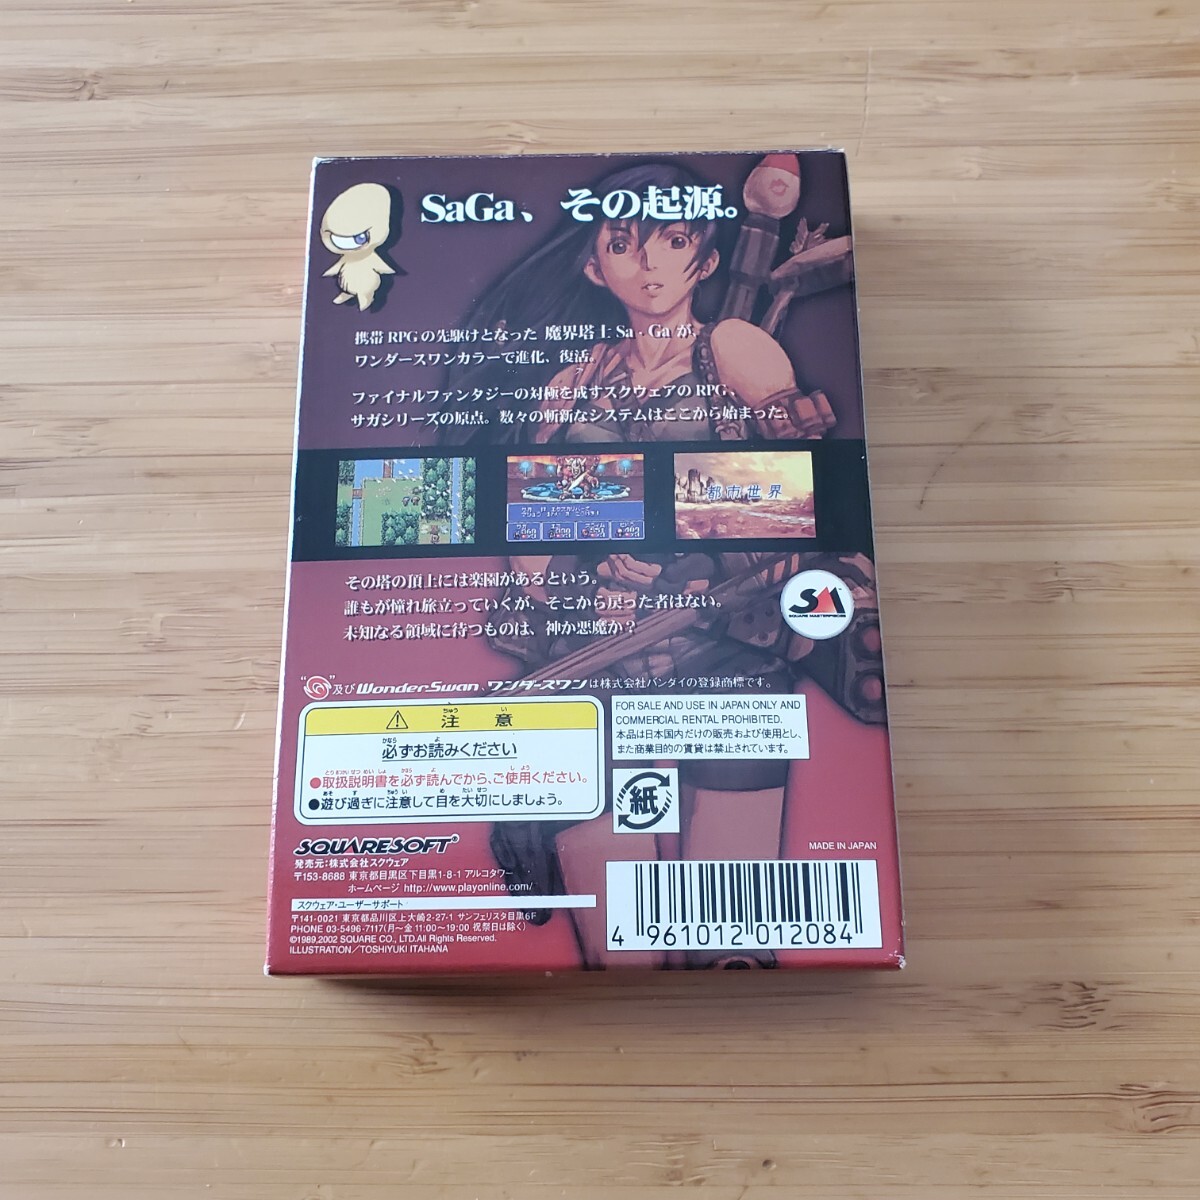 SaGa、その起源。
携帯RPGの先駆けとなった 魔界塔士Sa・Gaが、
ワンダースワンカラーで進化、復活。
ファイナルファンタジーの対極を成すスクウェアのRPG、
サガシリーズの原点。数々の斬新なシステムはここから始まった。
都市世界
その塔の頂上には楽園があるという。
誰もが憧れ旅立っていくが、そこから戻った者はない。
未知なる領域に待つものは、神か悪魔か？
SM
SQUARE MASTERPIECES
“ ”及びWonderSwan、ワンダースワンは株式会社バンダイの登録商標です。
注意
必ずお読みください
●取扱説明書を必ず読んでから、ご使用ください。
●遊び過ぎに注意して目を大切にしましょう。
FOR SALE AND USE IN JAPAN ONLY AND
COMMERCIAL RENTAL PROHIBITED.
本品は日本国内だけの販売および使用とし、
また商業目的の賃貸は禁止されています。
紙
SQUARESOFT®
発売元：株式会社スクウェア
〒153-8688 東京都目黒区下目黒1-8-1 アルコタワー
ホームページ http://www.playonline.com/
スクウェア・ユーザーサポート
〒141-0021 東京都品川区上大崎2-27-1 サンフェリスタ目黒6F
PHONE 03-5496-7117(月〜金 11:00〜19:00 祝祭日は除く)
©1989,2002 SQUARE CO., LTD.All Rights Reserved.
ILLUSTRATION／TOSHIYUKI ITAHANA
MADE IN JAPAN
4 961012 012084